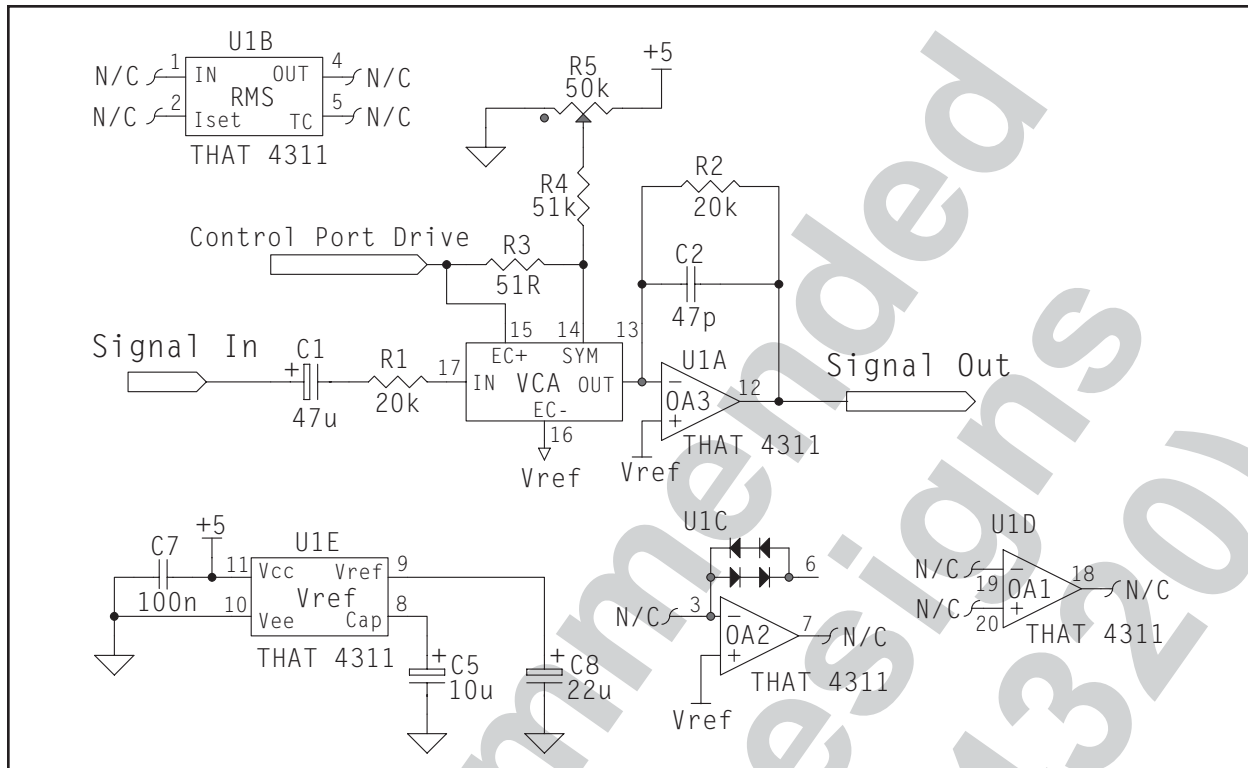 U1B
N/C 1 IN OUT 4 N/C
RMS
N/C 2 Iset TC 5 N/C
THAT 4311
+5
R5
50k
R4
51k
R2
20k
Control Port Drive
R3
51R
C2
47p
15 14 13
Signal In
C1
+
47u
R1
20k
17 IN EC+ SYM
VCA OUT
EC-
16
Vref
U1A
-
OA3
+
12
THAT 4311
Vref
Signal Out
C7
100n
+5
U1E
11 Vcc Vref 9
Vref
10 Vee Cap 8
THAT 4311
+
C5
10u
+
C8
22u
U1C
6
N/C 3 -
OA2
+
7 N/C
THAT 4311
Vref
U1D
N/C 19 -
OA1
18 N/C
N/C 20 +
THAT 4311
mmended
esigns
4320)